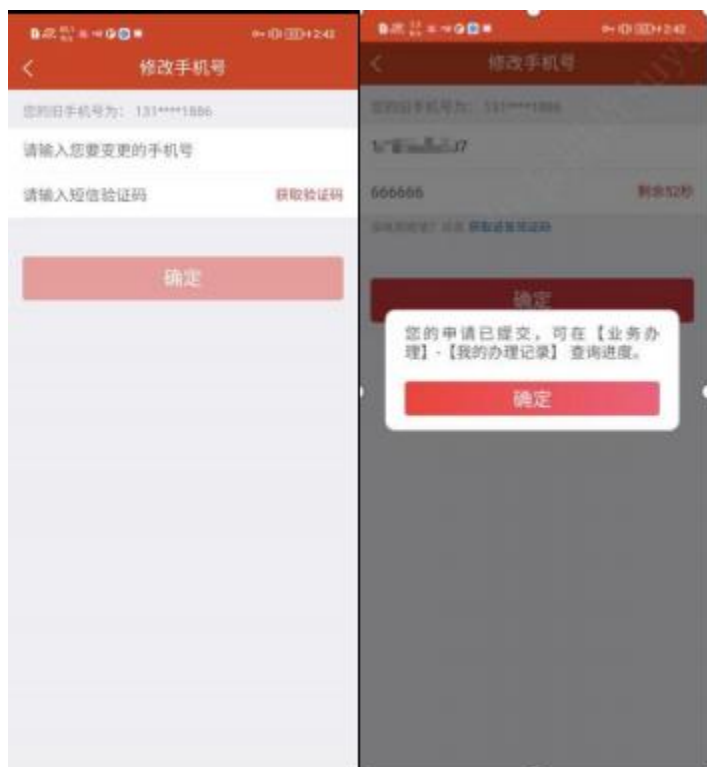 2:42
修改手机号
您的旧手机号为: 131****1886
请输入您要变更的手机号
请输入短信验证码 获取验证码
确定
2:42
修改手机号
您的旧手机号为: 131****1886
666666 剩余52秒
获取语音验证码
确定
您的申请已提交,可在【业务办
理】-【我的办理记录】查询进度。
确定